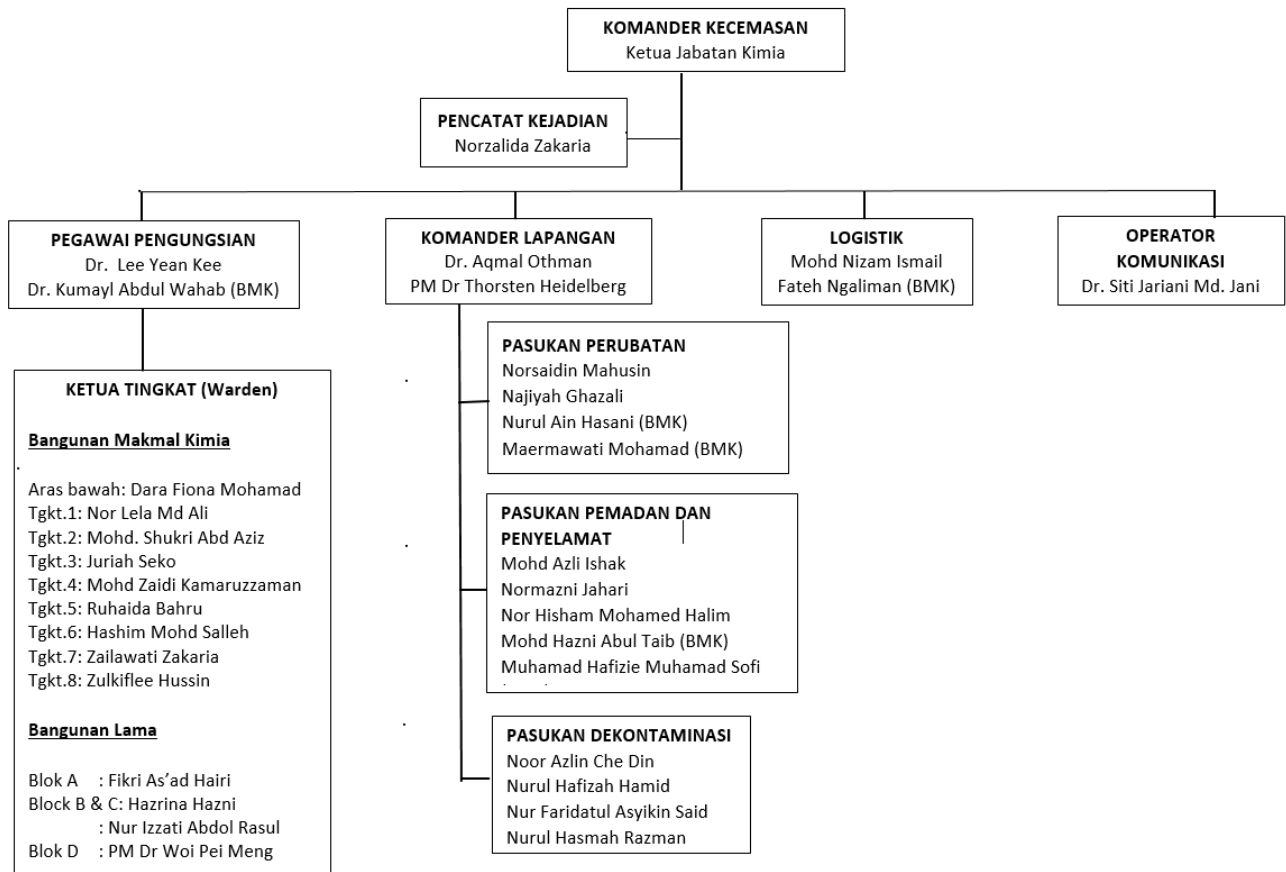 KOMANDER KECEMASAN
Ketua Jabatan Kimia
PENCATAT KEJADIAN
Norzalida Zakaria
PEGAWAI PENGUNGSIAN
Dr. Lee Yean Kee
Dr. Kumayl Abdul Wahab (BMK)
KOMANDER LAPANGAN
Dr. Aqmal Othman
PM Dr Thorsten Heidelberg
LOGISTIK
Mohd Nizam Ismail
Fateh Ngaliman (BMK)
OPERATOR
KOMUNIKASI
Dr. Siti Jariani Md. Jani
KETUA TINGKAT (Warden)
Bangunan Makmal Kimia
Aras bawah: Dara Fiona Mohamad
Tgkt.1: Nor Lela Md Ali
Tgkt.2: Mohd. Shukri Abd Aziz
Tgkt.3: Juriah Seko
Tgkt.4: Mohd Zaidi Kamaruzzaman
Tgkt.5: Ruhaida Bahru
Tgkt.6: Hashim Mohd Salleh
Tgkt.7: Zailawati Zakaria
Tgkt.8: Zulkiflee Hussin
Bangunan Lama
Blok A : Fikri As’ad Hairi
Block B & C: Hazrina Hazni
: Nur Izzati Abdol Rasul
Blok D : PM Dr Woi Pei Meng
PASUKAN PERUBATAN
Norsaidin Mahusin
Najiyah Ghazali
Nurul Ain Hasani (BMK)
Maermawati Mohamad (BMK)
PASUKAN PEMADAN DAN
PENYELAMAT
Mohd Azli Ishak
Normazni Jahari
Nor Hisham Mohamed Halim
Mohd Hazni Abul Taib (BMK)
Muhamad Hafizie Muhamad Sofi
PASUKAN DEKONTAMINASI
Noor Azlin Che Din
Nurul Hafizah Hamid
Nur Faridatul Asyikin Said
Nurul Hasmah Razman